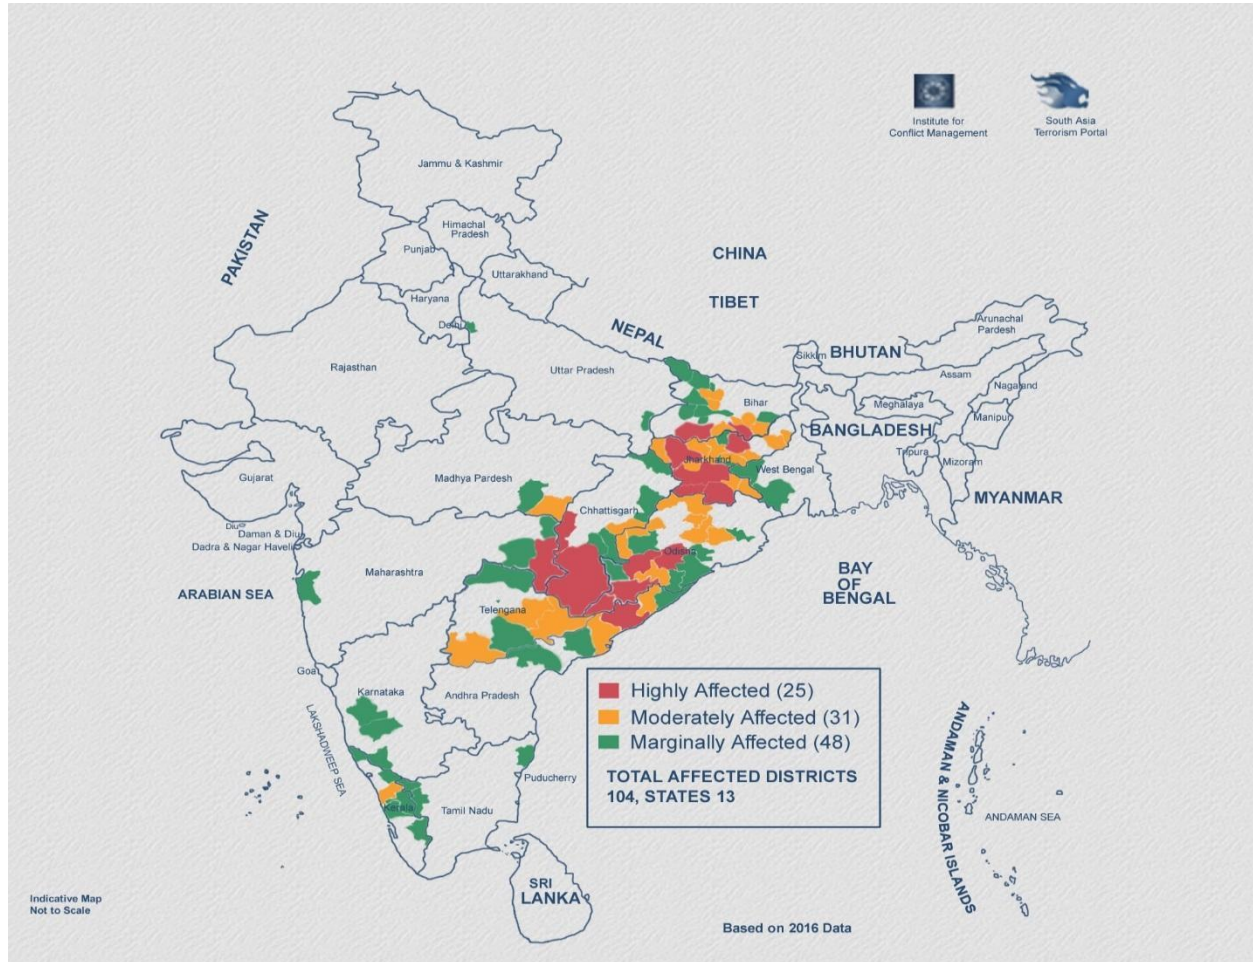 Institute for
Conflict Management
South Asia
Terrorism Portal
Jammu & Kashmir
PAKISTAN
Himachal
Pradesh
Punjab
CHINA
Uttarakhand
Haryana
TIBET
Delhi
NEPAL
Arunachal
Pardesh
Sikkim
BHUTAN
Rajasthan
Uttar Pradesh
Assam
Nagaland
Bihar
Meghalaya
Manipur
BANGLADESH
Tripura
Mizoram
Jharkhand
West Bengal
Gujarat
Madhya Pardesh
MYANMAR
Chhattisgarh
Diu
Daman & Diu
Dadra & Nagar Haveli
Odisha
Maharashtra
BAY
OF
BENGAL
ARABIAN SEA
Telengana
Goa
Karnataka
Andhra Pradesh
LAKSHADWEEP SEA
Highly Affected (25)
Moderately Affected (31)
Marginally Affected (48)
TOTAL AFFECTED DISTRICTS
104, STATES 13
ANDAMAN & NICOBAR ISLANDS
Puducherry
Kerala
Tamil Nadu
ANDAMAN SEA
SRI
LANKA
Indicative Map
Not to Scale
Based on 2016 Data